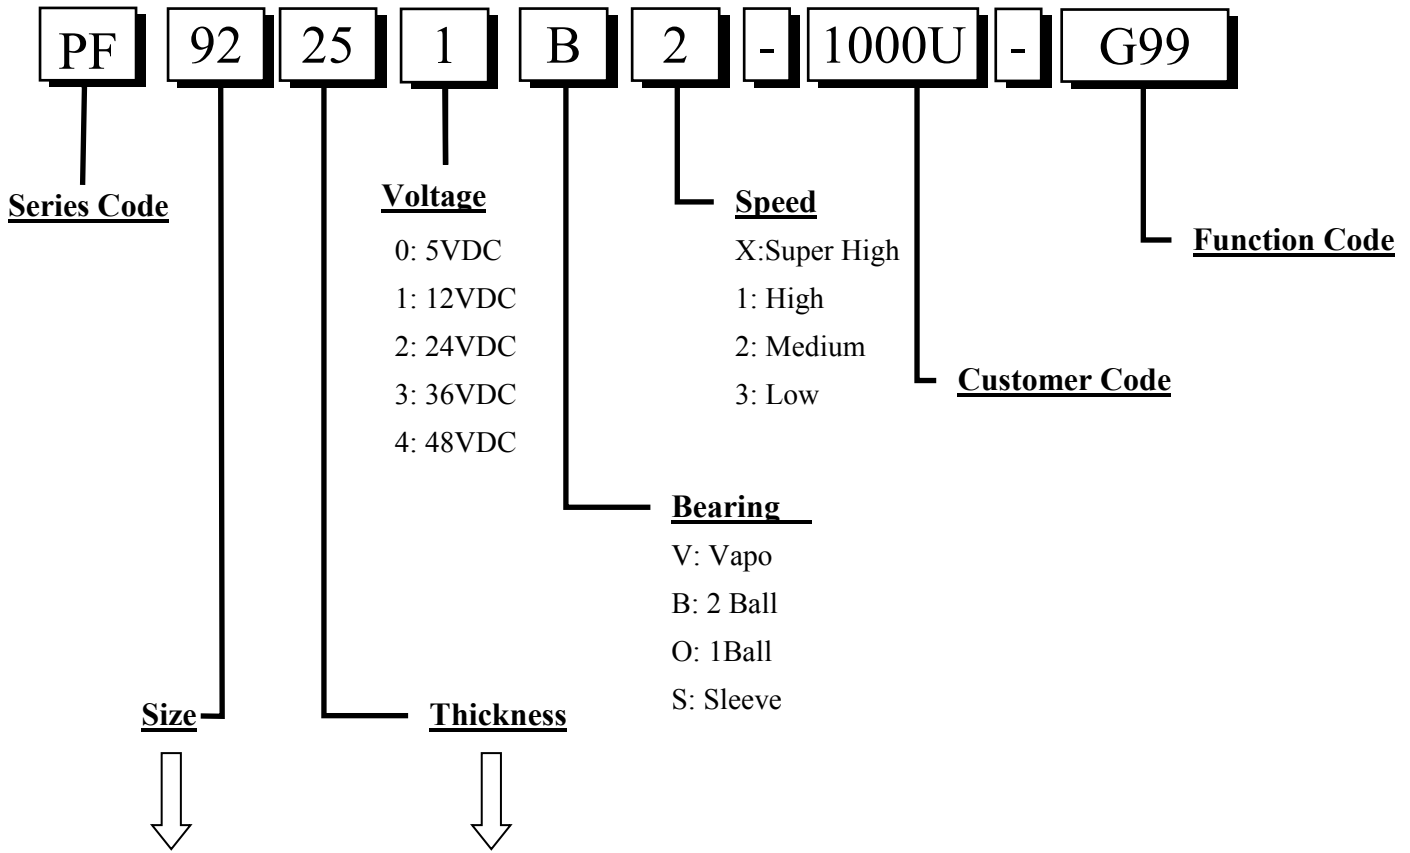 PF 92 25 1 B 2 - 1000U - G99
Series Code
Voltage
0: 5VDC
1: 12VDC
2: 24VDC
3: 36VDC
4: 48VDC
Speed
X:Super High
1: High
2: Medium
3: Low
Function Code
Customer Code
Bearing
V: Vapo
B: 2 Ball
O: 1Ball
S: Sleeve
Size
Thickness